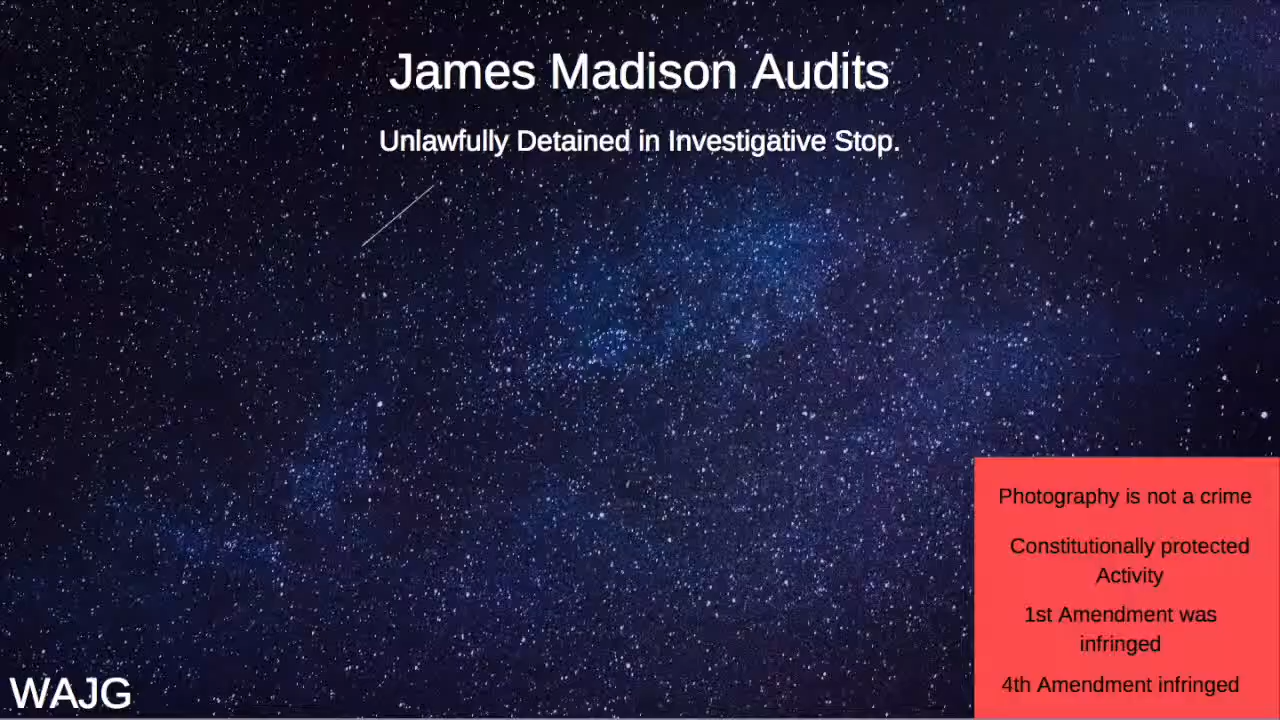 James Madison Audits
Unlawfully Detained in Investigative Stop.
Photography is not a crime
Constitutionally protected
Activity
1st Amendment was
infringed
4th Amendment infringed
WAJG